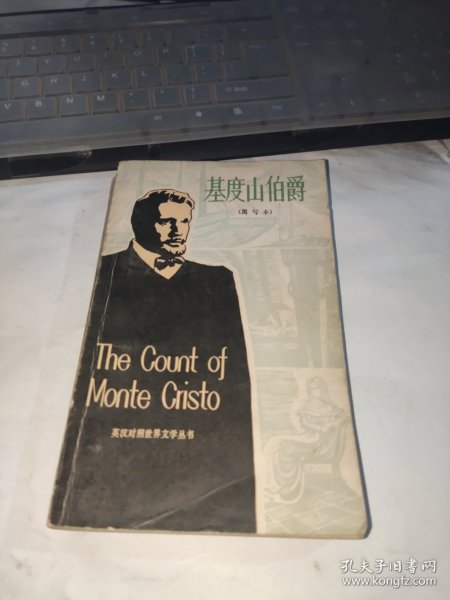 基度山伯爵
(简写本)
The Count of
Monte Cristo
英汉对照世界文学丛书
孔夫子旧书网
www.kongfz.com